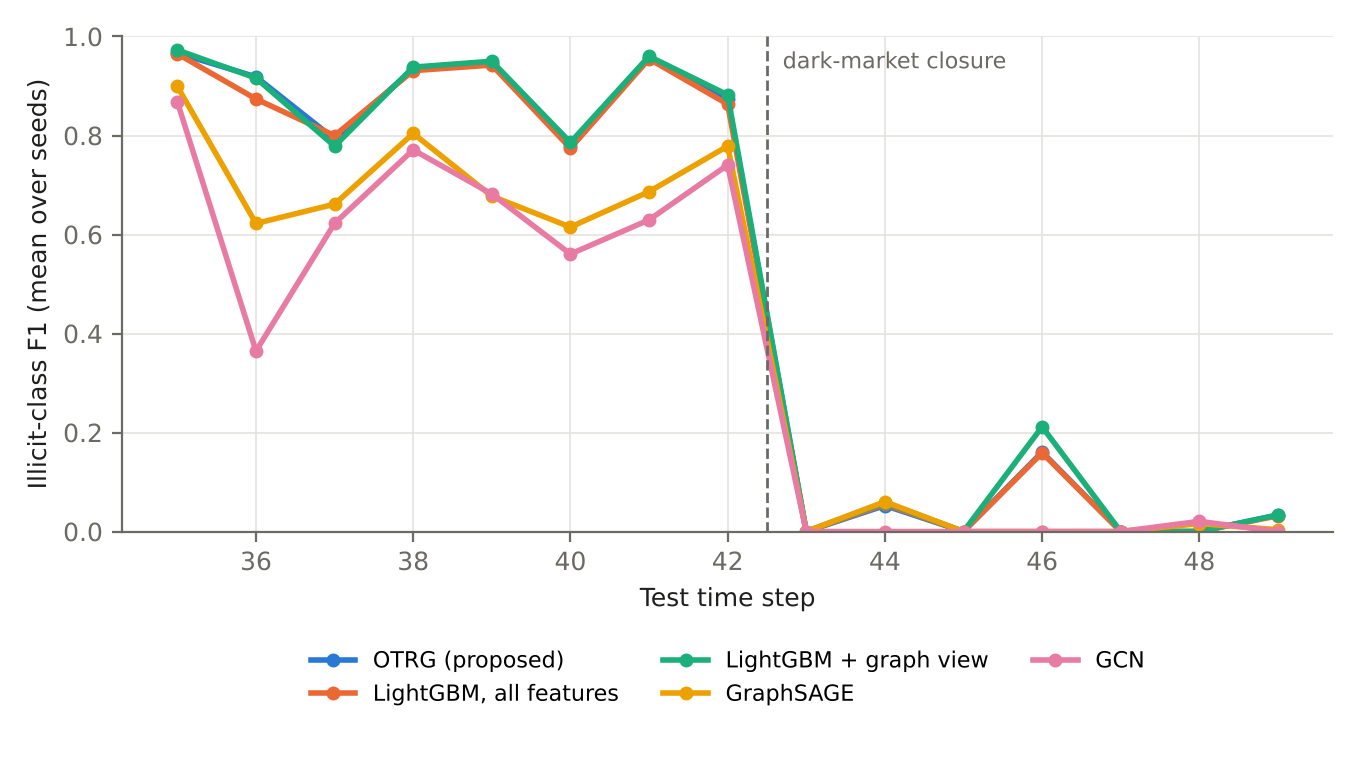 Illicit-class F1 (mean over seeds)
1.0
0.8
0.6
0.4
0.2
0.0
dark-market closure
36 38 40 42 44 46 48
Test time step
OTRG (proposed) LightGBM + graph view GCN
LightGBM, all features GraphSAGE